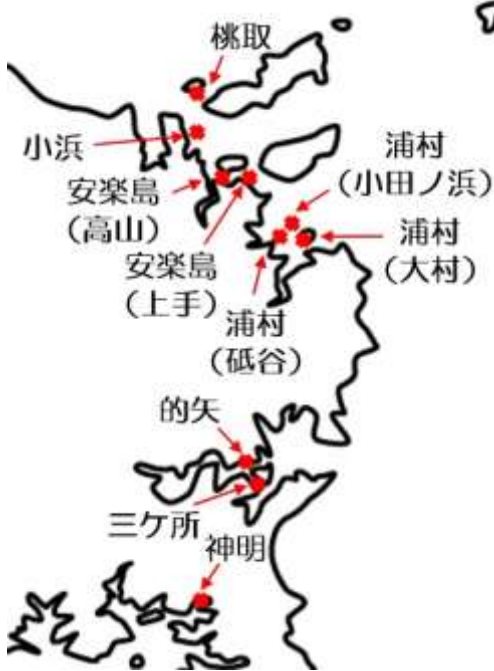 桃取
小浜
安楽島
（高山）
安楽島
（上手）
浦村
（小田ノ浜）
浦村
（大村）
浦村
（砥谷）
的矢
三ケ所
神明